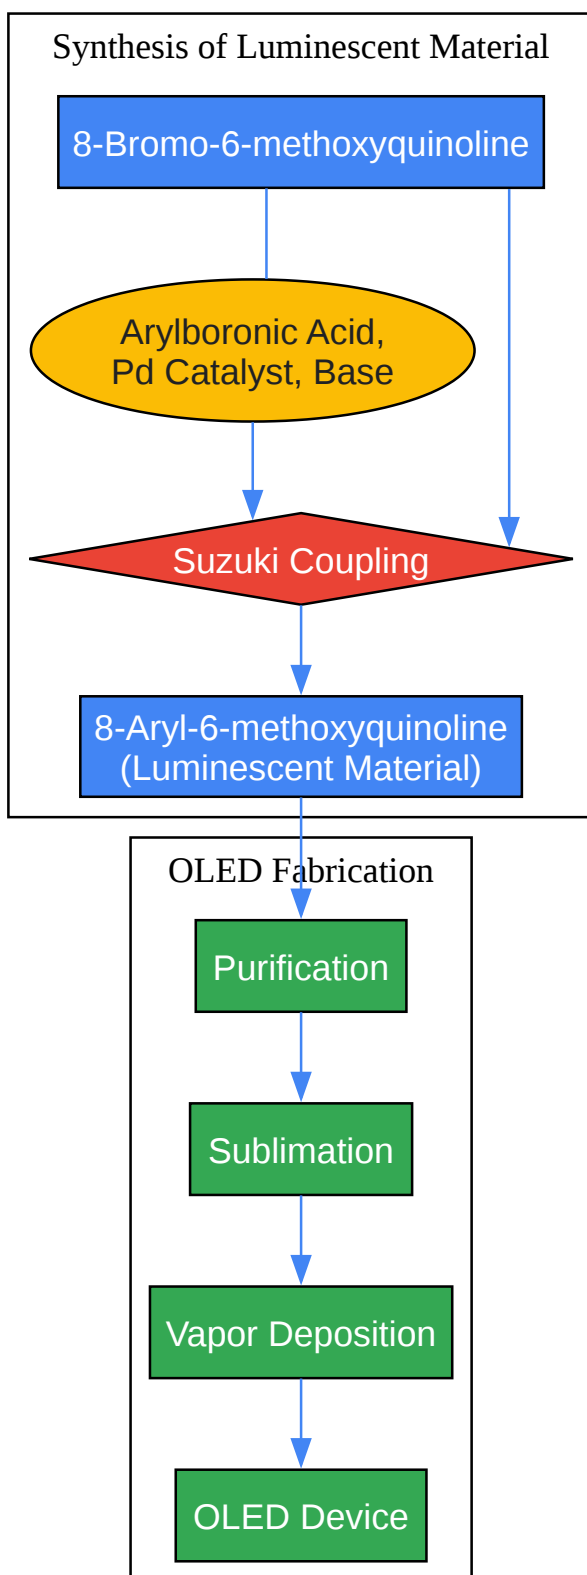 Synthesis of Luminescent Material
8-Bromo-6-methoxyquinoline
Arylboronic Acid,
Pd Catalyst, Base
Suzuki Coupling
8-Aryl-6-methoxyquinoline
(Luminescent Material)
OLED Fabrication
Purification
Sublimation
Vapor Deposition
OLED Device